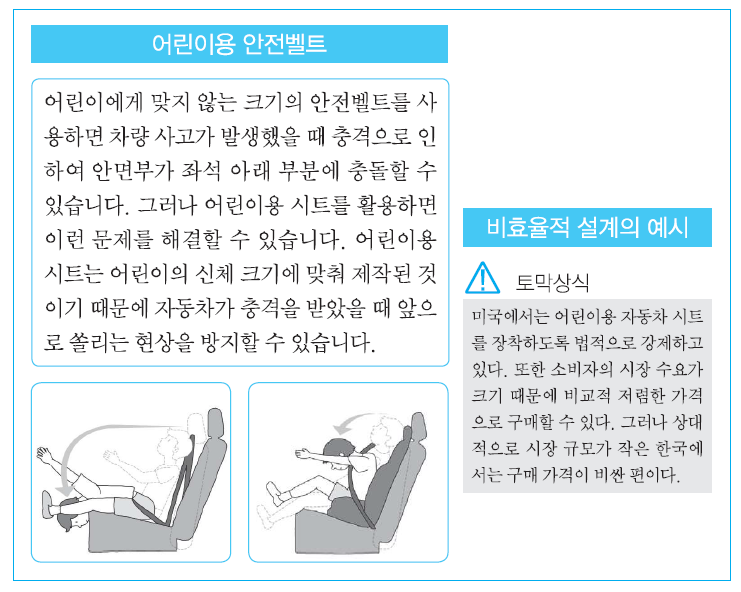 어린이용 안전벨트
어린이에게 맞지 않는 크기의 안전벨트를 사
용하면 차량 사고가 발생했을 때 충격으로 인
하여 안면부가 좌석 아래 부분에 충돌할 수
있습니다. 그러나 어린이용 시트를 활용하면
이런 문제를 해결할 수 있습니다. 어린이용
시트는 어린이의 신체 크기에 맞춰 제작된 것
이기 때문에 자동차가 충격을 받았을 때 앞으
로 쏠리는 현상을 방지할 수 있습니다.
비효율적 설계의 예시
토막상식
미국에서는 어린이용 자동차 시트
를 장착하도록 법적으로 강제하고
있다. 또한 소비자의 시장 수요가
크기 때문에 비교적 저렴한 가격
으로 구매할 수 있다. 그러나 상대
적으로 시장 규모가 작은 한국에
서는 구매 가격이 비싼 편이다.